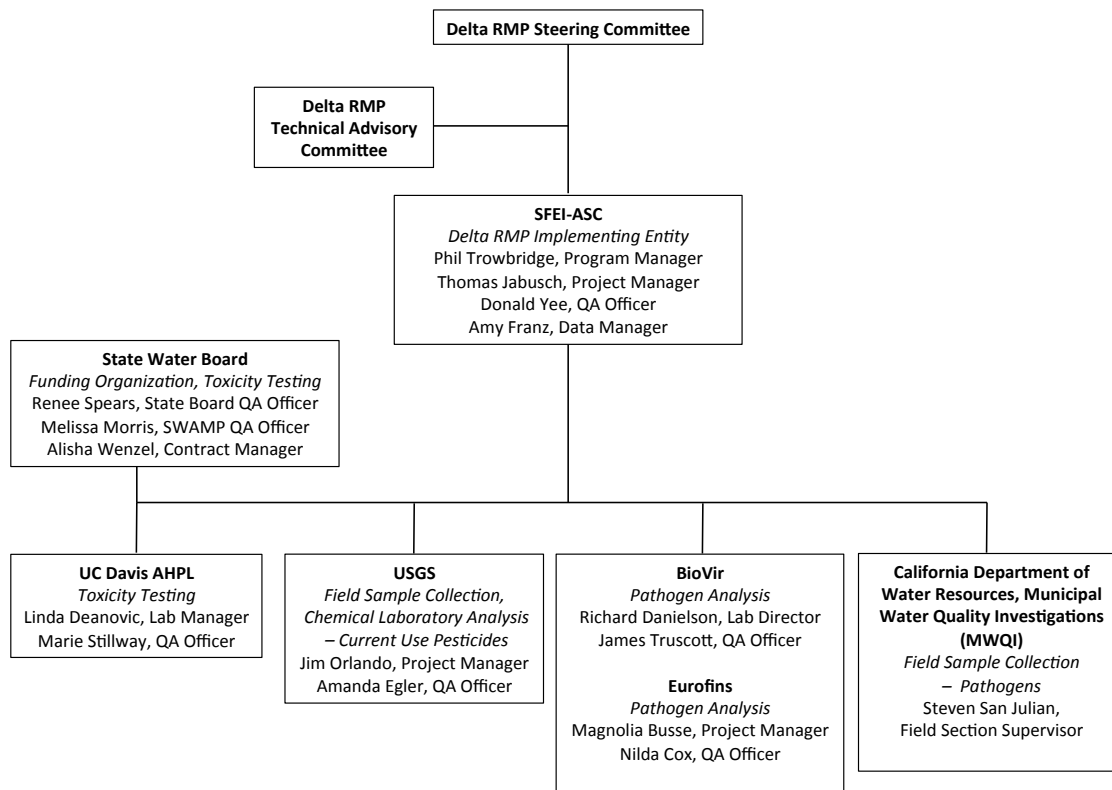 Delta RMP Steering Committee
Delta RMP
Technical Advisory
Committee
SFEI-ASC
Delta RMP Implementing Entity
Phil Trowbridge, Program Manager
Thomas Jabusch, Project Manager
Donald Yee, QA Officer
Amy Franz, Data Manager
State Water Board
Funding Organization, Toxicity Testing
Renee Spears, State Board QA Officer
Melissa Morris, SWAMP QA Officer
Alisha Wenzel, Contract Manager
UC Davis AHPL
Toxicity Testing
Linda Deanovic, Lab Manager
Marie Stillway, QA Officer
USGS
Field Sample Collection,
Chemical Laboratory Analysis
– Current Use Pesticides
Jim Orlando, Project Manager
Amanda Egler, QA Officer
BioVir
Pathogen Analysis
Richard Danielson, Lab Director
James Truscott, QA Officer
Eurofins
Pathogen Analysis
Magnolia Busse, Project Manager
Nilda Cox, QA Officer
California Department of
Water Resources, Municipal
Water Quality Investigations
(MWQI)
Field Sample Collection
– Pathogens
Steven San Julian,
Field Section Supervisor